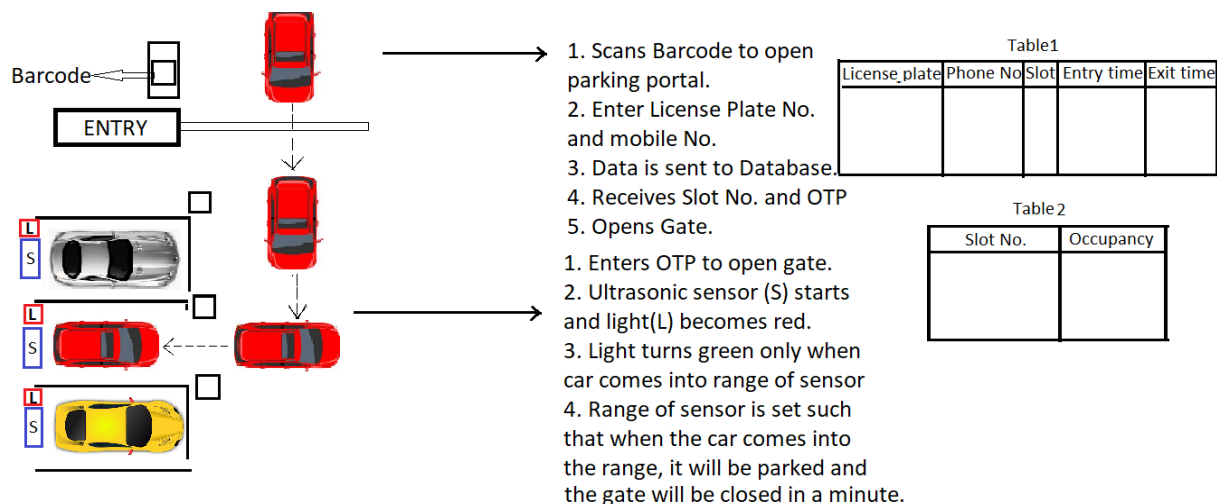 Barcode
ENTRY
L
S
L
S
L
S
1. Scans Barcode to open
parking portal.
2. Enter License Plate No.
and mobile No.
3. Data is sent to Database.
4. Receives Slot No. and OTP
5. Opens Gate.
1. Enters OTP to open gate.
2. Ultrasonic sensor (S) starts
and light(L) becomes red.
3. Light turns green only when
car comes into range of sensor
4. Range of sensor is set such
that when the car comes into
the range, it will be parked and
the gate will be closed in a minute.
Table1
License_plate Phone No Slot Entry time Exit time
Table 2
Slot No. Occupancy